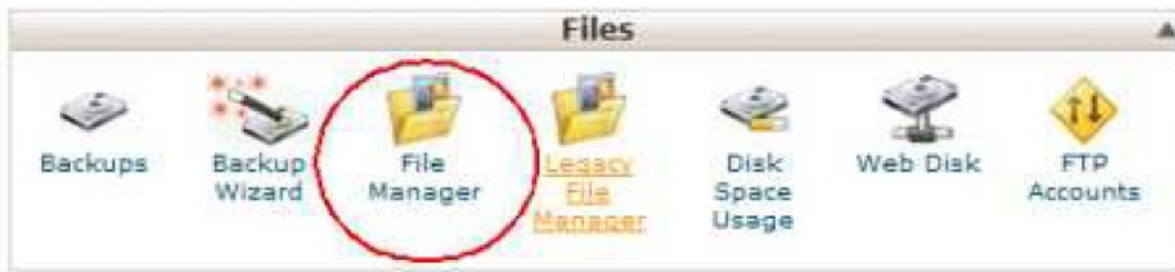 Files
Backups
Backup
Wizard
File
Manager
Legacy
File
Manager
Disk
Space
Usage
Web Disk
FTP
Accounts